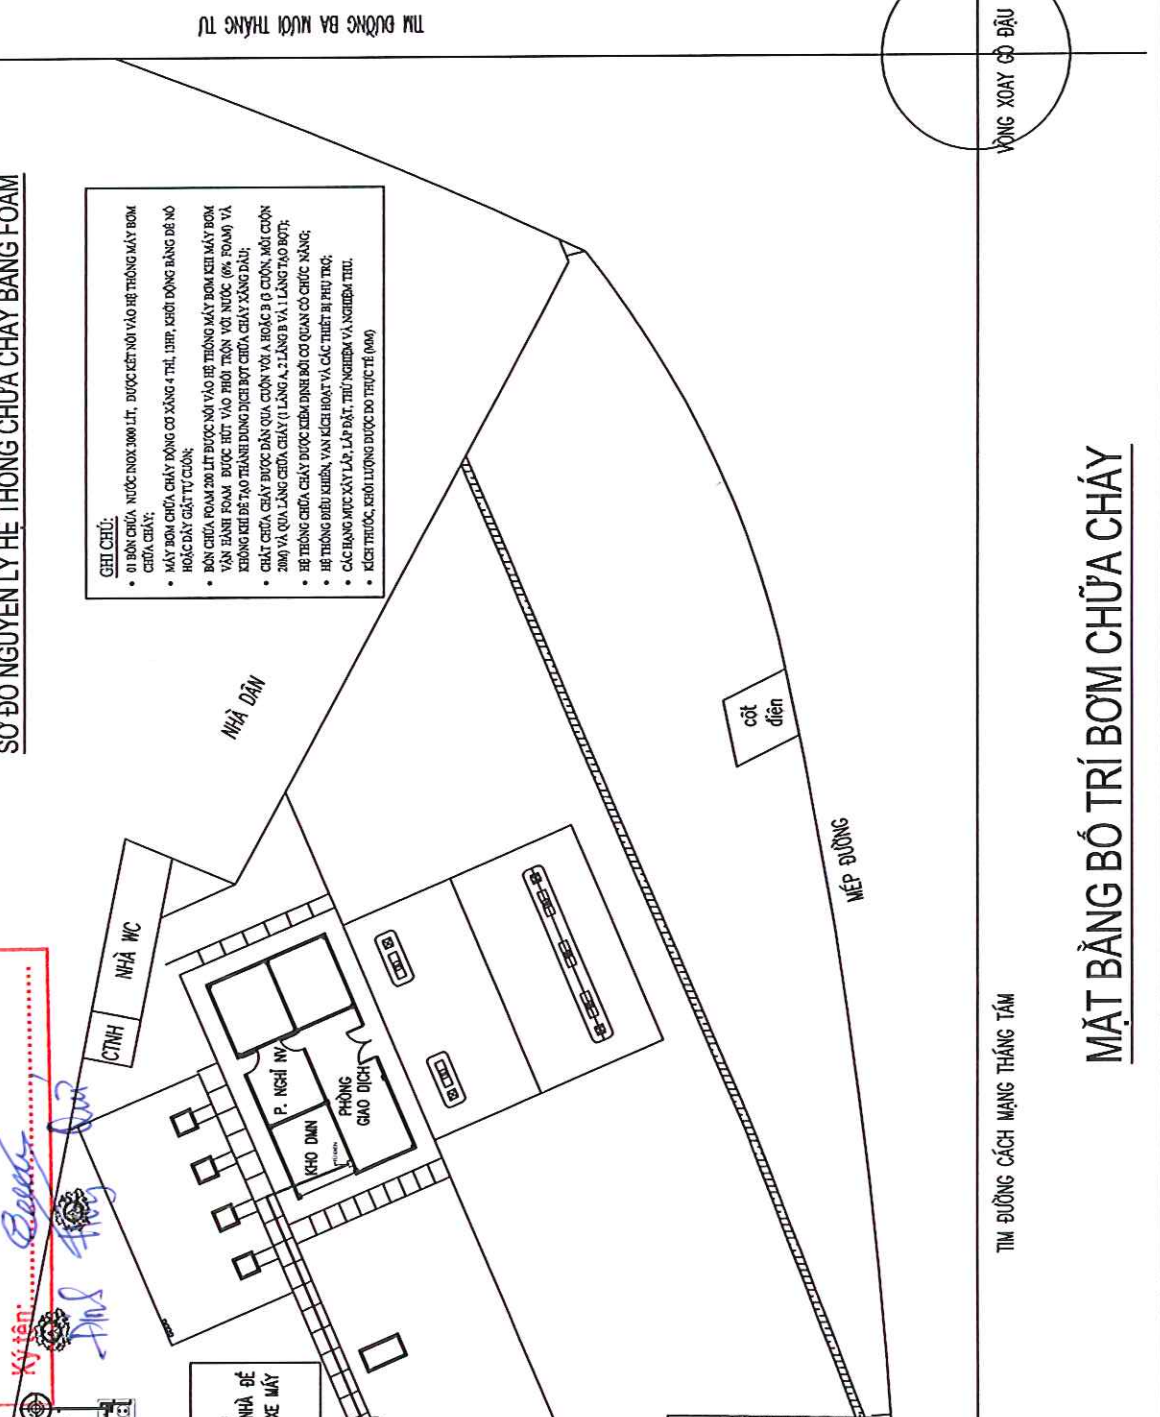 TIM ĐƯỜNG BA MƯƠI THÁNG TƯ
VÒNG XOAY GÒ ĐẬU
SƠ ĐỒ NGUYÊN LÝ HỆ THỐNG CHỮA CHÁY BẰNG FOAM
GHI CHÚ:
• 01 BỒN CHỨA NƯỚC INOX 3000 LÍT, ĐƯỢC KẾT NỐI VÀO HỆ THỐNG MÁY BƠM
CHỮA CHÁY;
• MÁY BƠM CHỮA CHÁY ĐỘNG CƠ XĂNG 4 THÌ, 13HP, KHỞI ĐỘNG BẰNG ĐỀ NỔ
HOẶC DÂY GIẬT TỰ CUỐN;
• BỒN CHỨA FOAM 200 LÍT ĐƯỢC NỐI VÀO HỆ THỐNG MÁY BƠM KHI MÁY BƠM
VẬN HÀNH FOAM ĐƯỢC HÚT VÀO PHỐI TRỘN VỚI NƯỚC (6% FOAM) VÀ
KHÔNG KHÍ ĐỂ TẠO THÀNH DUNG DỊCH BỌT CHỮA CHÁY XĂNG DẦU;
• CHẤT CHỮA CHÁY ĐƯỢC DẪN QUA CUỘN VÒI A HOẶC B (3 CUỘN, MỖI CUỘN
20M) VÀ QUA LĂNG CHỮA CHÁY (1 LĂNG A, 2 LĂNG B VÀ 1 LĂNG TẠO BỌT);
• HỆ THỐNG CHỮA CHÁY ĐƯỢC KIỂM ĐỊNH BỞI CƠ QUAN CÓ CHỨC NĂNG;
• HỆ THỐNG ĐIỀU KHIỂN, VAN KÍCH HOẠT VÀ CÁC THIẾT BỊ PHỤ TRỢ;
• CÁC HẠNG MỤC XÂY LẮP, LẮP ĐẶT, THỬ NGHIỆM VÀ NGHIỆM THU.
• KÍCH THƯỚC, KHỐI LƯỢNG ĐƯỢC ĐO THỰC TẾ (MM)
NHÀ DÂN
cột
điện
MÉP ĐƯỜNG
NHÀ WC
CTNH
P. NGHỈ NV
KHO DMN
PHÒNG
GIAO DỊCH
Ký tên:
NHÀ ĐỂ
XE MÁY
TIM ĐƯỜNG CÁCH MẠNG THÁNG TÁM
MẶT BẰNG BỐ TRÍ BƠM CHỮA CHÁY